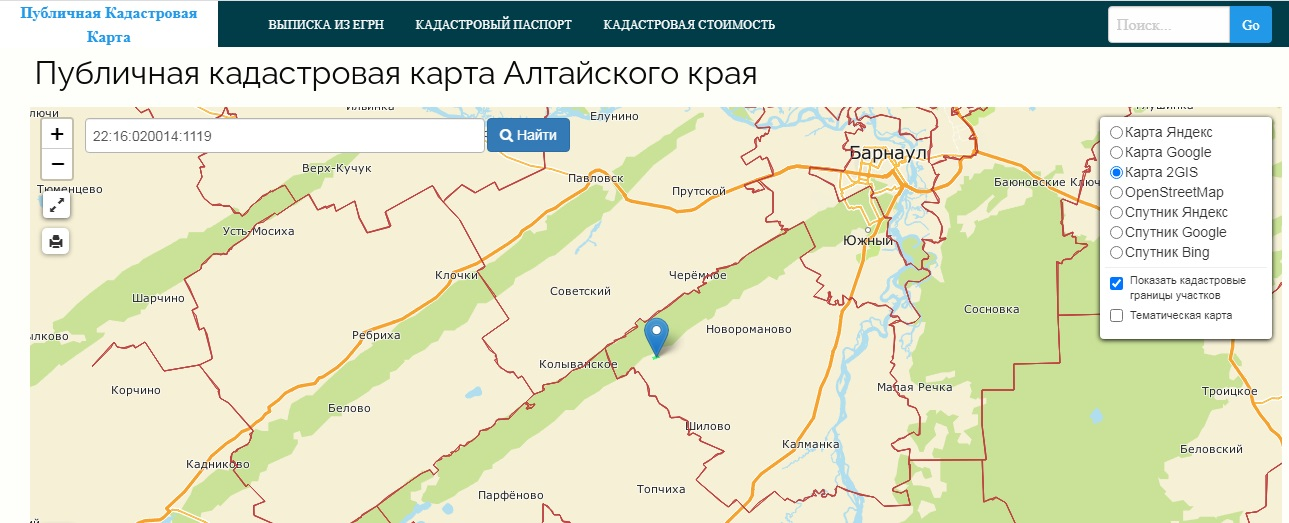 Публичная Кадастровая
Карта
ВЫПИСКА ИЗ ЕГРН
КАДАСТРОВЫЙ ПАСПОРТ
КАДАСТРОВАЯ СТОИМОСТЬ
Поиск...
Go
Публичная кадастровая карта Алтайского края
+
−
22:16:020014:1119
Найти
Карта Яндекс
Карта Google
Карта 2GIS
OpenStreetMap
Спутник Яндекс
Спутник Google
Спутник Bing
Показать кадастровые
границы участков
Тематическая карта
Елунино
Барнаул
Верх-Кучук
Павловск
Баюновские Ключ
Тюменцево
Прутской
Усть-Мосиха
Южный
Клочки
Черёмное
Советский
Шарчино
Сосновка
Новороманово
Ребриха
Колыванское
Корчино
Малая Речка
Троицкое
Белово
Шилово
Калманка
Беловский
Кадниково
Топчиха
Парфёново